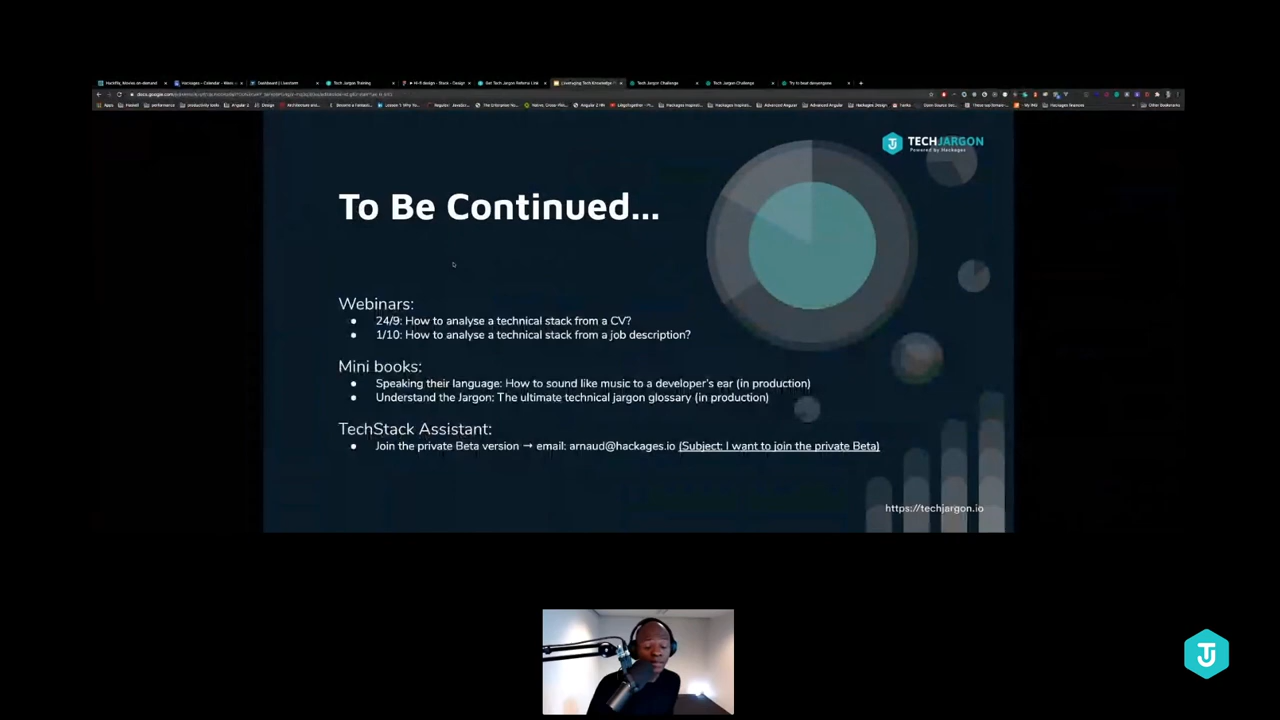 TECHJARGON
Powered by Hackages
To Be Continued...
Webinars:
● 24/9: How to analyse a technical stack from a CV?
● 1/10: How to analyse a technical stack from a job description?
Mini books:
● Speaking their language: How to sound like music to a developer's ear (in production)
● Understand the Jargon: The ultimate technical jargon glossary (in production)
TechStack Assistant:
● Join the private Beta version → email: arnaud@hackages.io (Subject: I want to join the private Beta)
https://techjargon.io